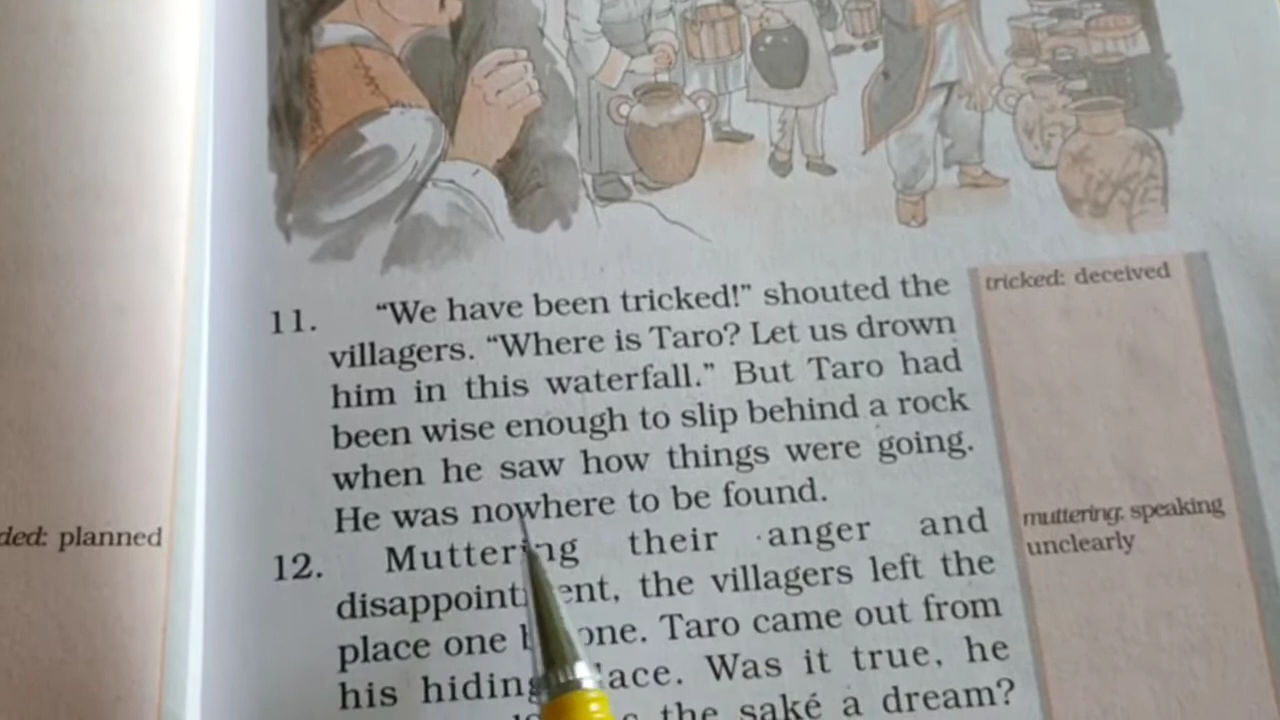 11. “We have been tricked!” shouted the
villagers. “Where is Taro? Let us drown
him in this waterfall.” But Taro had
been wise enough to slip behind a rock
when he saw how things were going.
He was nowhere to be found.
12. Muttering their anger and
disappointment, the villagers left the
place one by one. Taro came out from
his hiding place. Was it true, he
the saké a dream?
tricked: deceived
muttering: speaking
unclearly
planned